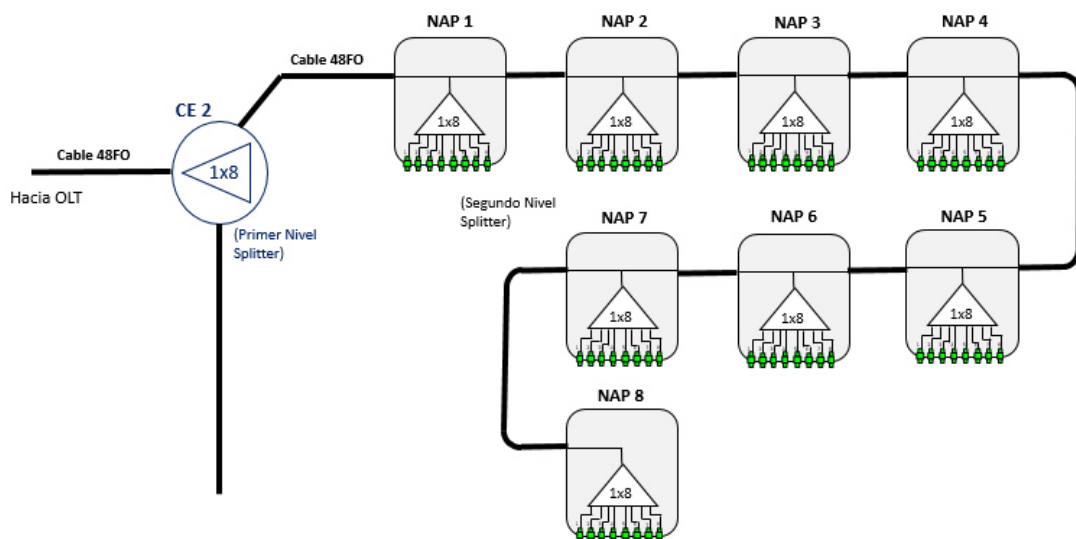 NAP 1
NAP 2
NAP 3
NAP 4
Cable 48FO
CE 2
1x8
1x8
1x8
1x8
Cable 48FO
1x8
Hacia OLT
(Segundo Nivel
Splitter)
(Primer Nivel
Splitter)
NAP 7
NAP 6
NAP 5
1x8
1x8
1x8
NAP 8
1x8